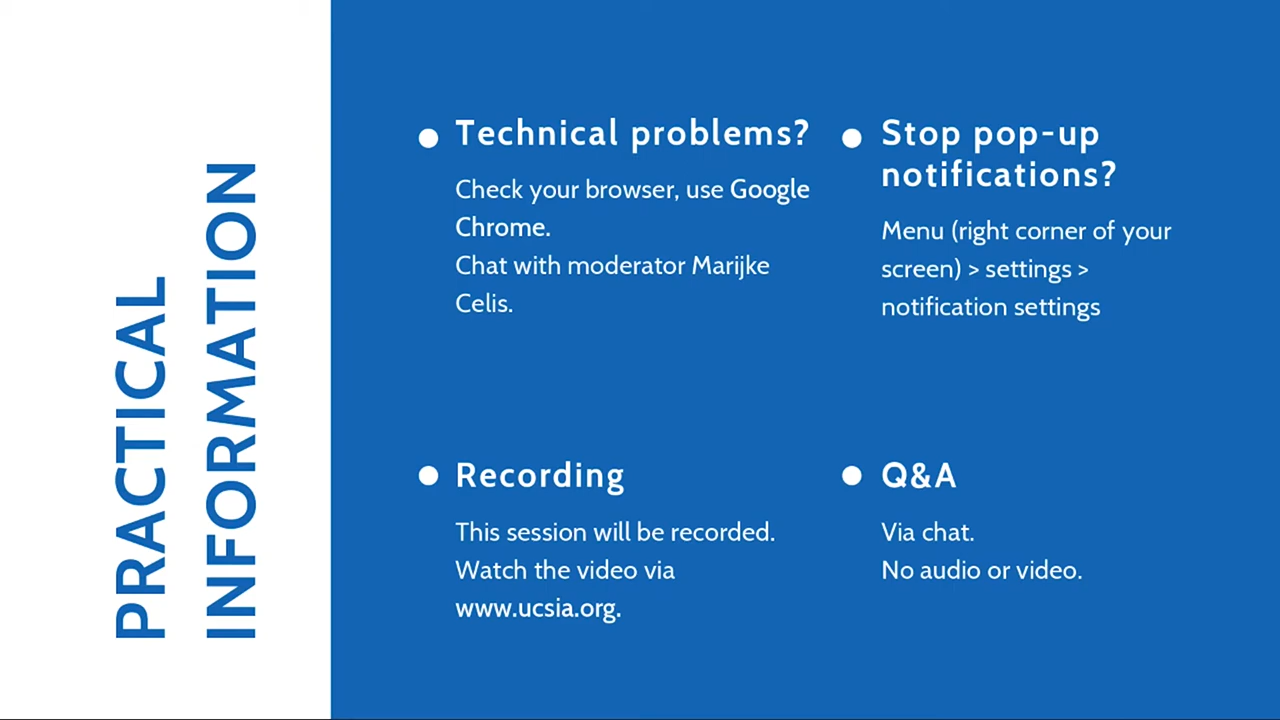 PRACTICAL
INFORMATION
Technical problems?
Check your browser, use Google
Chrome.
Chat with moderator Marijke
Celis.
Stop pop-up
notifications?
Menu (right corner of your
screen) > settings >
notification settings
Recording
This session will be recorded.
Watch the video via
www.ucsia.org.
Q&A
Via chat.
No audio or video.